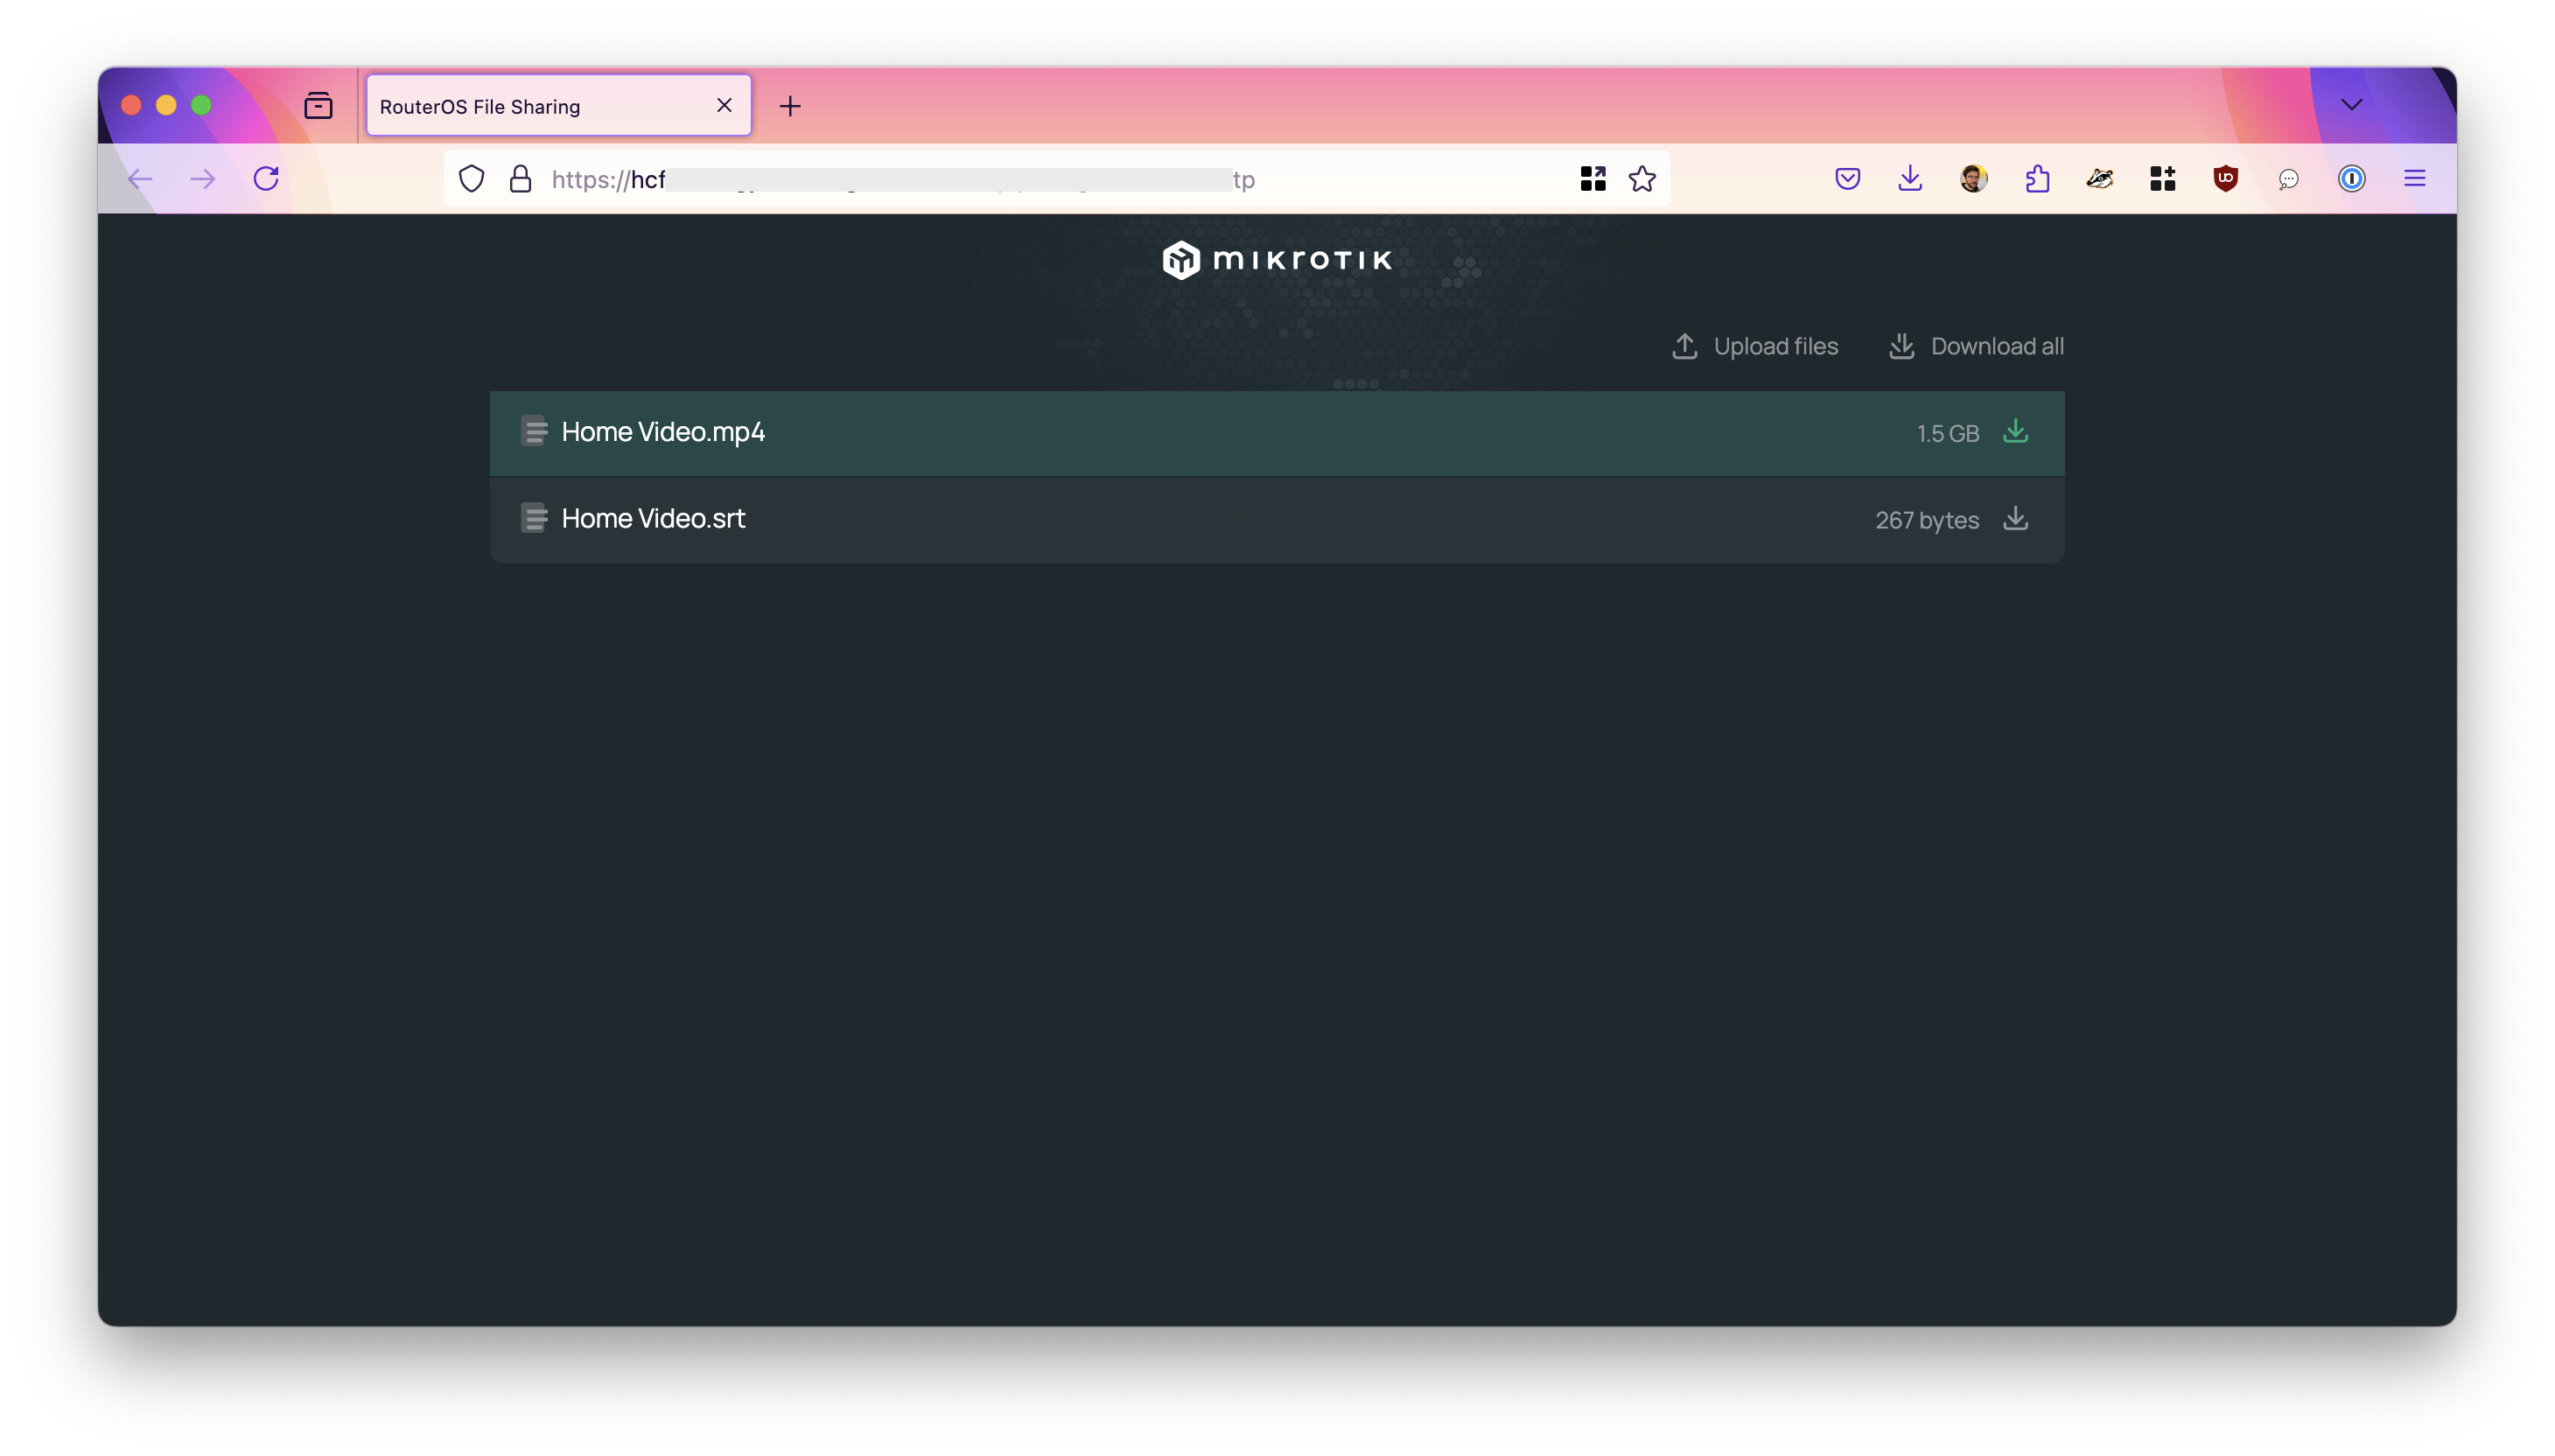 RouterOS File Sharing
https://hcf tp
mikrotik
Upload files Download all
Home Video.mp4 1.5 GB
Home Video.srt 267 bytes